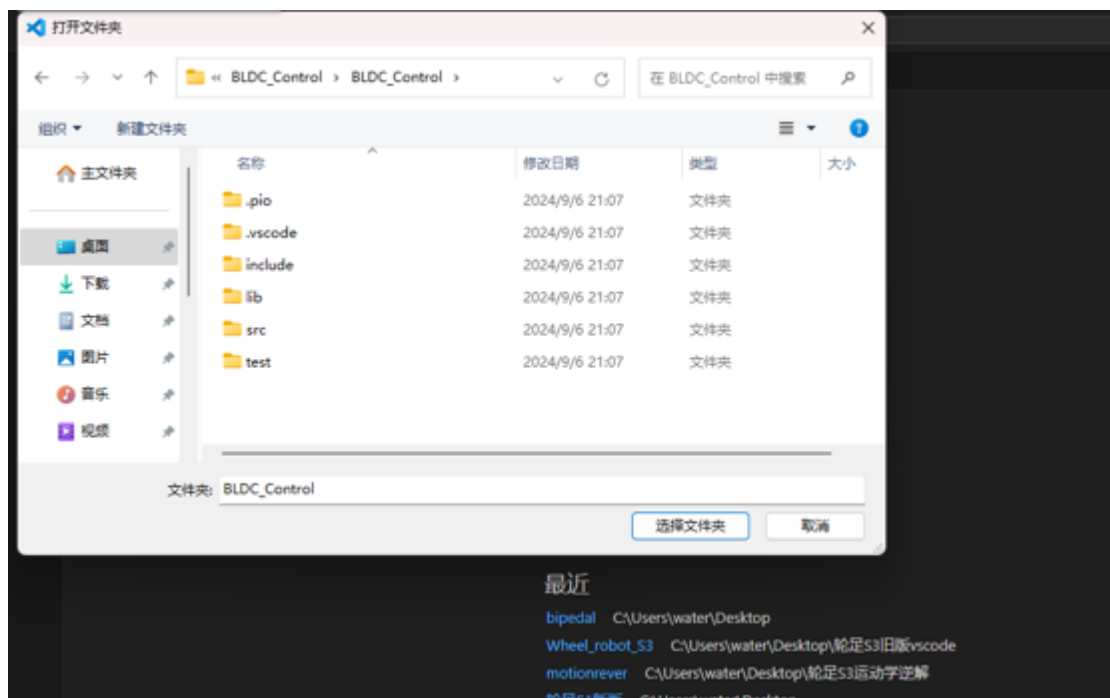 打开文件夹
« BLDC_Control › BLDC_Control ›
在 BLDC_Control 中搜索
组织
新建文件夹
名称 修改日期 类型 大小
主文件夹
桌面
下载
文档
图片
音乐
视频
.pio 2024/9/6 21:07 文件夹
.vscode 2024/9/6 21:07 文件夹
include 2024/9/6 21:07 文件夹
lib 2024/9/6 21:07 文件夹
src 2024/9/6 21:07 文件夹
test 2024/9/6 21:07 文件夹
文件夹: BLDC_Control
选择文件夹 取消
最近
bipedal C:\Users\water\Desktop
Wheel_robot_S3 C:\Users\water\Desktop\轮足S3旧版vscode
motionrever C:\Users\water\Desktop\轮足S3运动学逆解